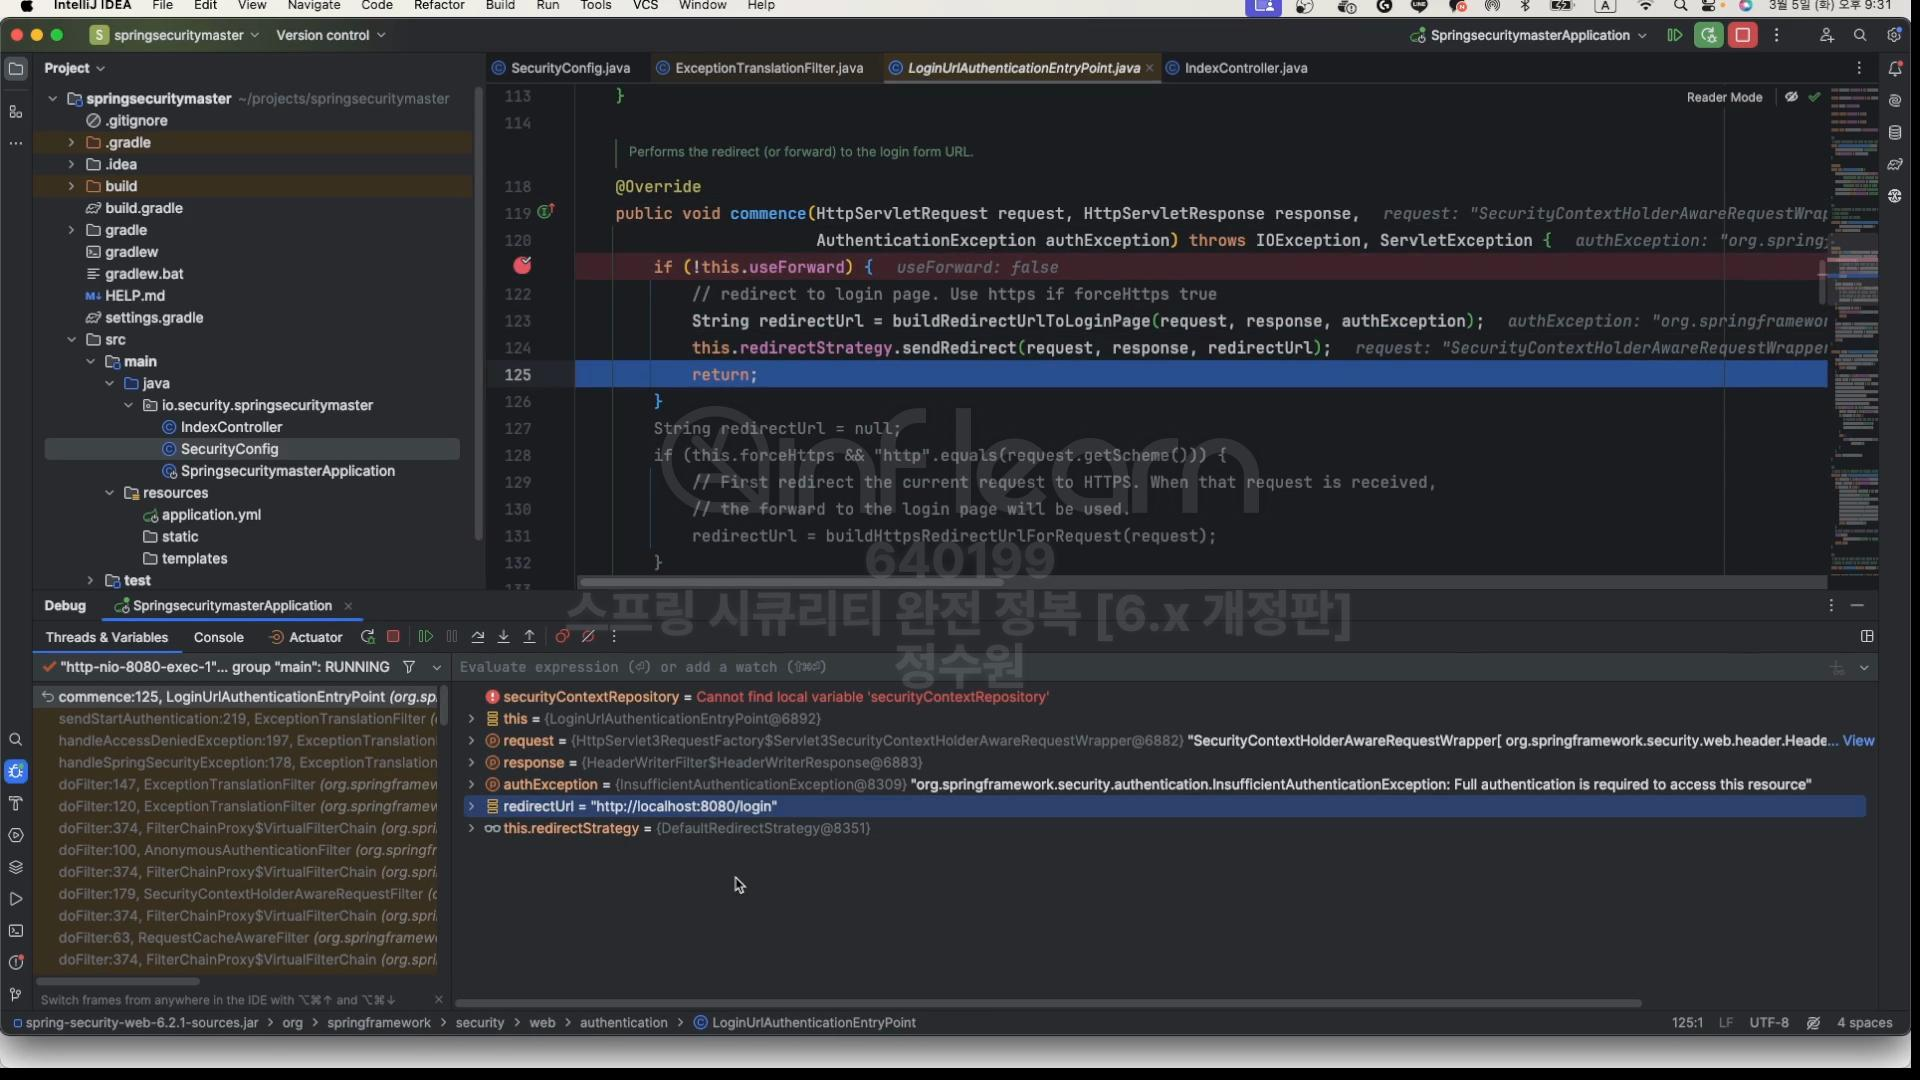 IntelliJ IDEA File Edit View Navigate Code Refactor Build Run Tools VCS Window Help
3월 5일 (화) 오후 9:31
S springsecuritymaster Version control
SpringsecuritymasterApplication
Project
SecurityConfig.java ExceptionTranslationFilter.java LoginUrlAuthenticationEntryPoint.java IndexController.java
springsecuritymaster ~/projects/springsecuritymaster
.gitignore
.gradle
.idea
build
build.gradle
gradle
gradlew
gradlew.bat
HELP.md
settings.gradle
src
main
java
io.security.springsecuritymaster
IndexController
SecurityConfig
SpringsecuritymasterApplication
resources
application.yml
static
templates
test
Reader Mode
113 }
114
Performs the redirect (or forward) to the login form URL.
118 @Override
119 public void commence(HttpServletRequest request, HttpServletResponse response, request: "SecurityContextHolderAwareRequestWrap
120 AuthenticationException authException) throws IOException, ServletException { authException: "org.spring
if (!this.useForward) { useForward: false
122 // redirect to login page. Use https if forceHttps true
123 String redirectUrl = buildRedirectUrlToLoginPage(request, response, authException); authException: "org.springframewor
124 this.redirectStrategy.sendRedirect(request, response, redirectUrl); request: "SecurityContextHolderAwareRequestWrapper
125 return;
126 }
127 String redirectUrl = null;
128 if (this.forceHttps && "http".equals(request.getScheme())) {
129 // First redirect the current request to HTTPS. When that request is received,
130 // the forward to the login page will be used.
131 redirectUrl = buildHttpsRedirectUrlForRequest(request);
132 }
inflearn
640199
스프링 시큐리티 완전 정복 [6.x 개정판]
정수원
Debug SpringsecuritymasterApplication
Threads & Variables Console Actuator
"http-nio-8080-exec-1"... group "main": RUNNING
Evaluate expression (⏎) or add a watch (⇧⌘⏎)
commence:125, LoginUrlAuthenticationEntryPoint (org.sp
sendStartAuthentication:219, ExceptionTranslationFilter (
handleAccessDeniedException:197, ExceptionTranslation
handleSpringSecurityException:178, ExceptionTranslation
doFilter:147, ExceptionTranslationFilter (org.springframew
doFilter:120, ExceptionTranslationFilter (org.springframew
doFilter:374, FilterChainProxy$VirtualFilterChain (org.spri
doFilter:100, AnonymousAuthenticationFilter (org.springfr
doFilter:374, FilterChainProxy$VirtualFilterChain (org.spri
doFilter:179, SecurityContextHolderAwareRequestFilter (o
doFilter:374, FilterChainProxy$VirtualFilterChain (org.spri
doFilter:63, RequestCacheAwareFilter (org.springframew
doFilter:374, FilterChainProxy$VirtualFilterChain (org.spri
securityContextRepository = Cannot find local variable 'securityContextRepository'
this = {LoginUrlAuthenticationEntryPoint@6892}
request = {HttpServlet3RequestFactory$Servlet3SecurityContextHolderAwareRequestWrapper@6882} "SecurityContextHolderAwareRequestWrapper[ org.springframework.security.web.header.Heade... View
response = {HeaderWriterFilter$HeaderWriterResponse@6883}
authException = {InsufficientAuthenticationException@8309} "org.springframework.security.authentication.InsufficientAuthenticationException: Full authentication is required to access this resource"
redirectUrl = "http://localhost:8080/login"
this.redirectStrategy = {DefaultRedirectStrategy@8351}
Switch frames from anywhere in the IDE with ⌥⌘↑ and ⌥⌘↓
spring-security-web-6.2.1-sources.jar > org > springframework > security > web > authentication > LoginUrlAuthenticationEntryPoint
125:1 LF UTF-8 4 spaces